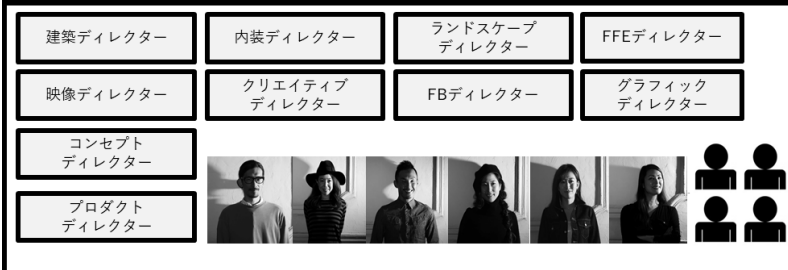 建築ディレクター
内装ディレクター
ランドスケープ
ディレクター
FFEディレクター
映像ディレクター
クリエイティブ
ディレクター
FBディレクター
グラフィック
ディレクター
コンセプト
ディレクター
プロダクト
ディレクター